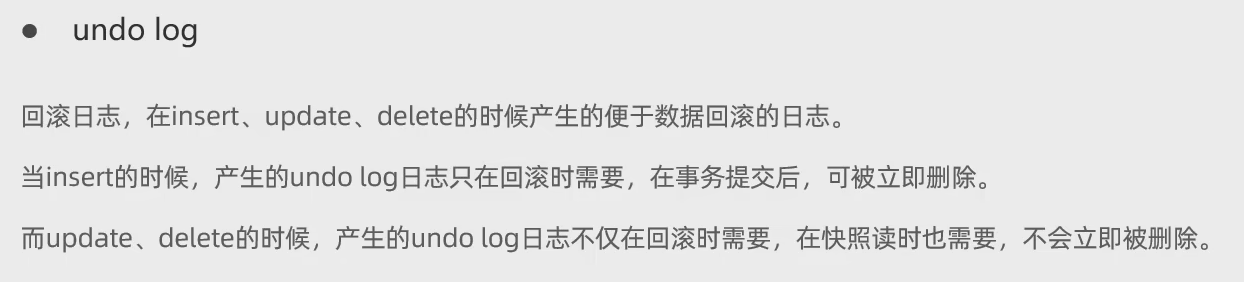 ● undo log
回滚日志，在insert、update、delete的时候产生的便于数据回滚的日志。
当insert的时候，产生的undo log日志只在回滚时需要，在事务提交后，可被立即删除。
而update、delete的时候，产生的undo log日志不仅在回滚时需要，在快照读时也需要，不会立即被删除。